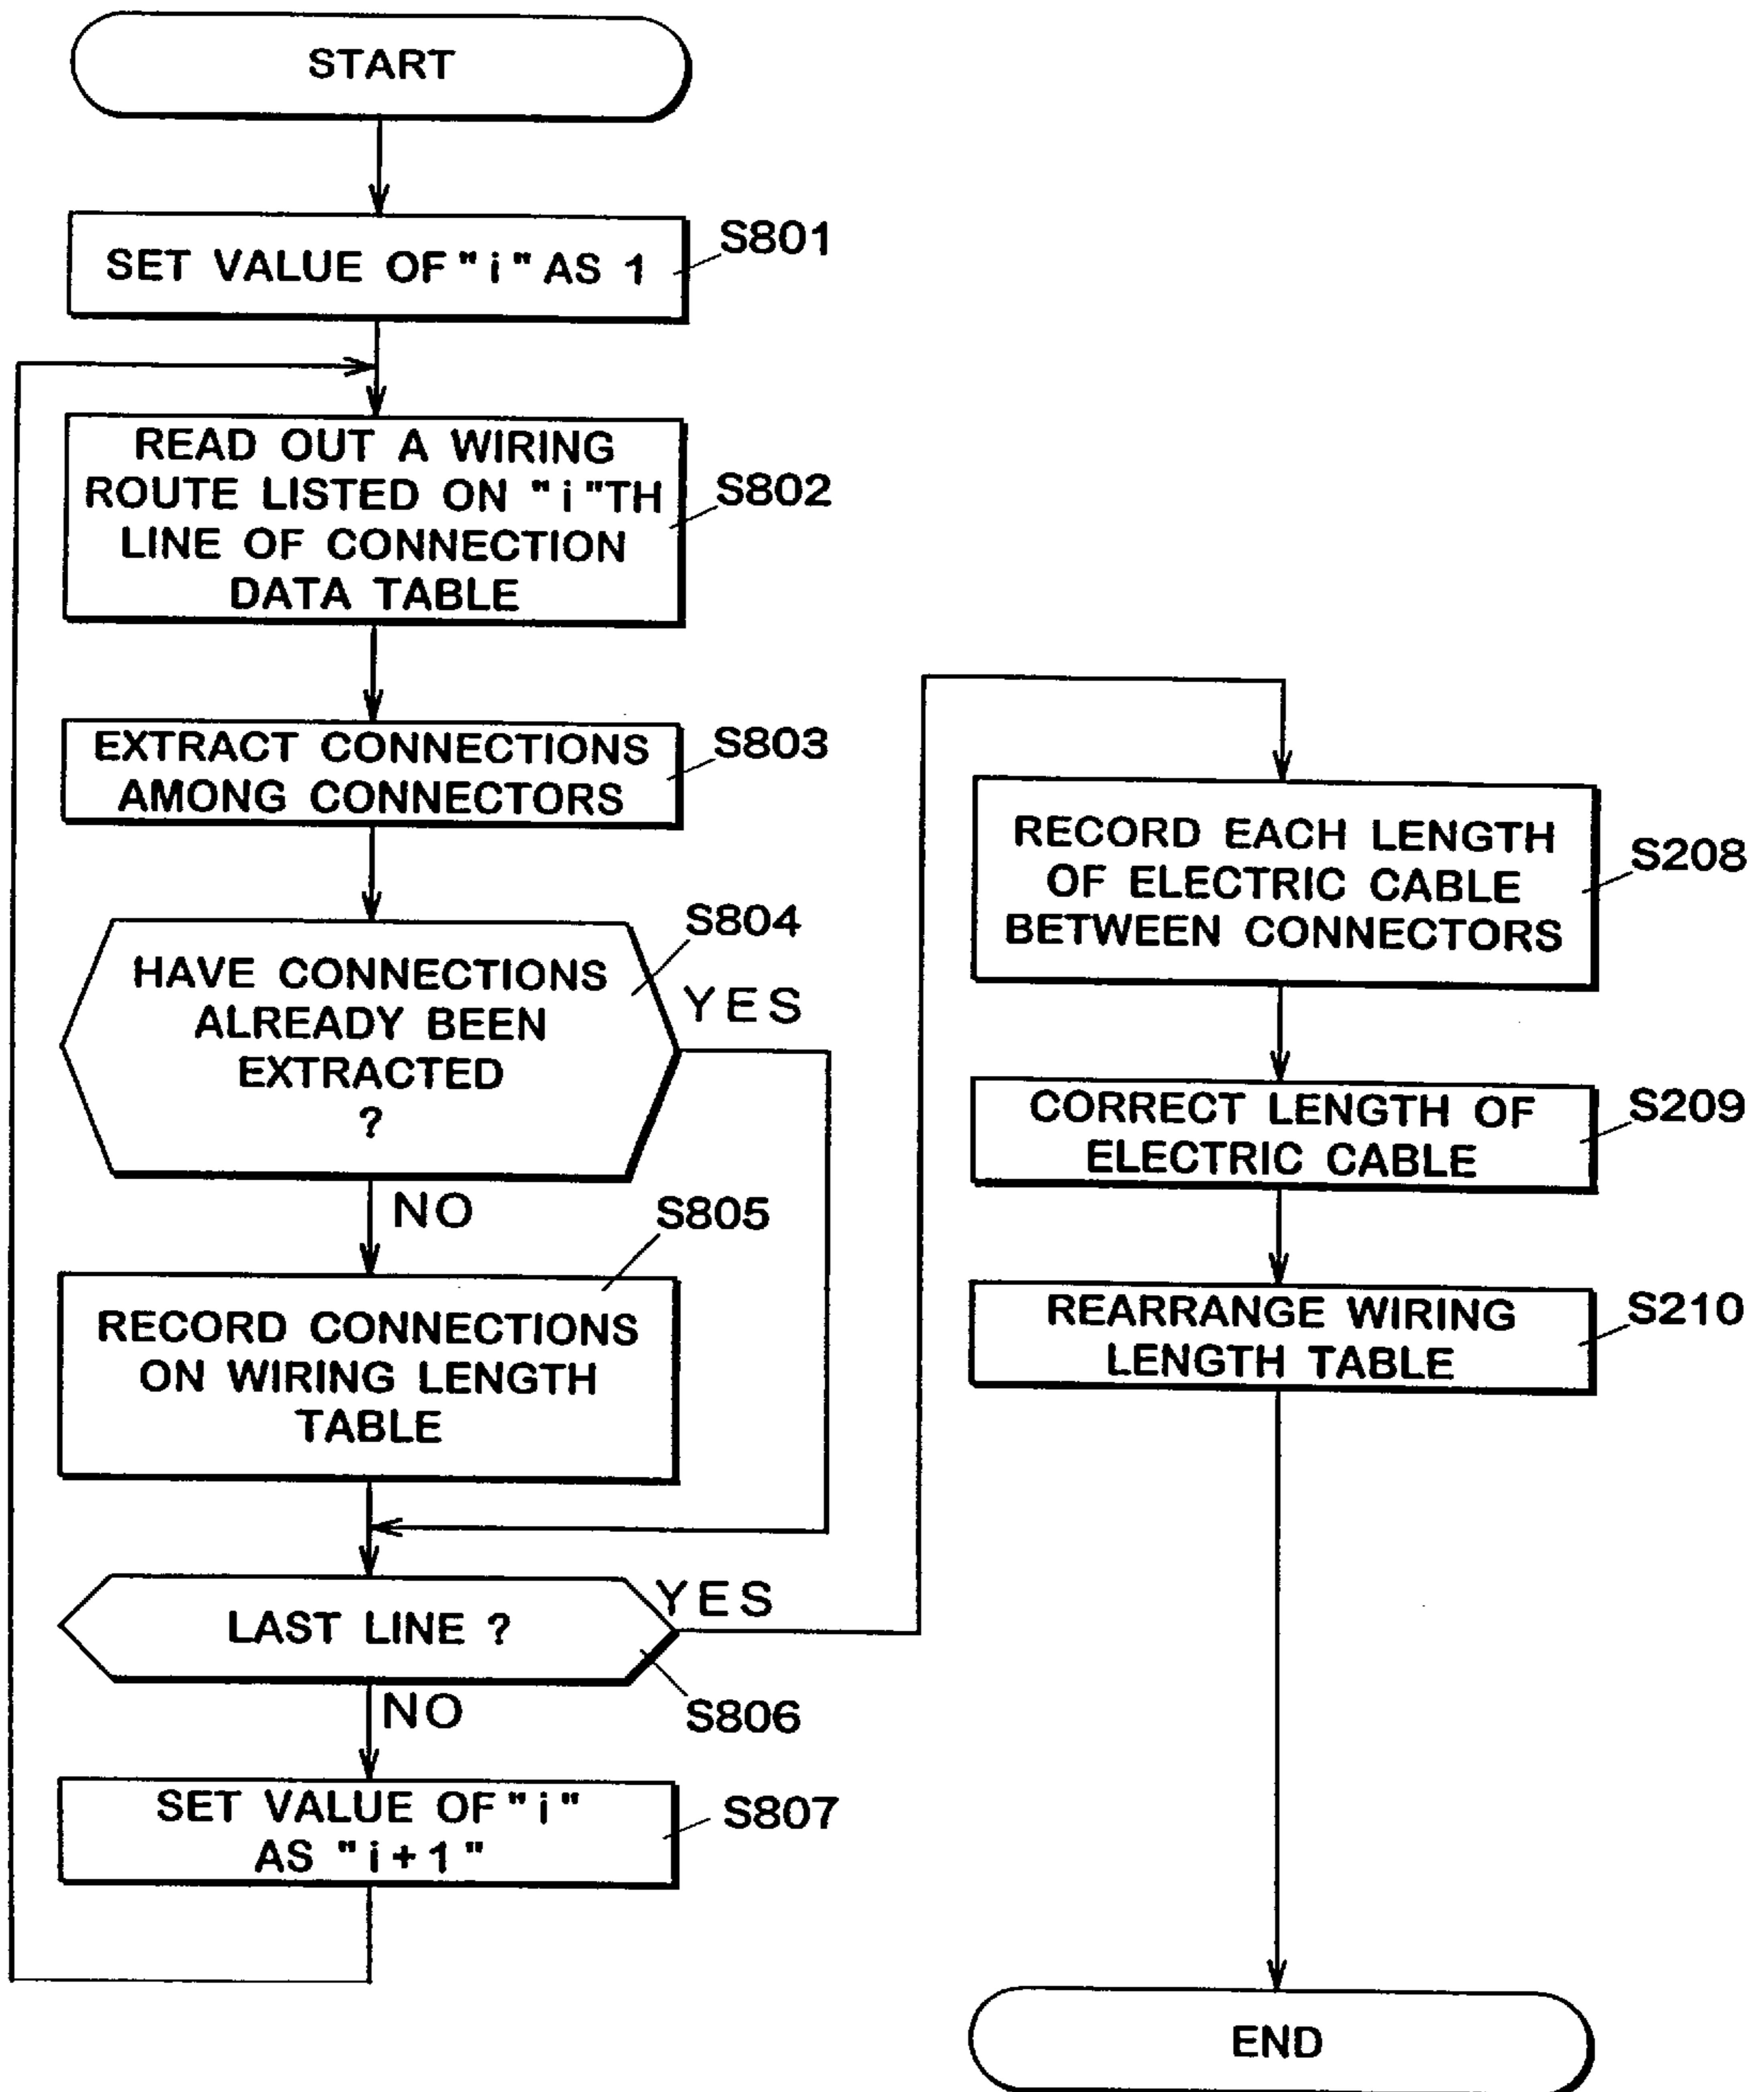 START
SET VALUE OF "i" AS 1
S801
READ OUT A WIRING
ROUTE LISTED ON "i"TH
LINE OF CONNECTION
DATA TABLE
S802
EXTRACT CONNECTIONS
AMONG CONNECTORS
S803
HAVE CONNECTIONS
ALREADY BEEN
EXTRACTED
?
S804
YES
NO
RECORD CONNECTIONS
ON WIRING LENGTH
TABLE
S805
LAST LINE ?
YES
S806
NO
SET VALUE OF "i"
AS "i+1"
S807
RECORD EACH LENGTH
OF ELECTRIC CABLE
BETWEEN CONNECTORS
S208
CORRECT LENGTH OF
ELECTRIC CABLE
S209
REARRANGE WIRING
LENGTH TABLE
S210
END